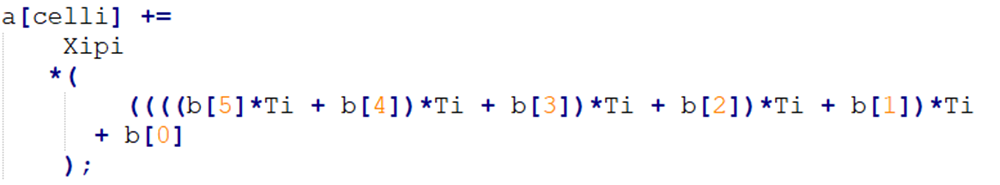 a[celli] +=
Xipi
*(
((((b[5]*Ti + b[4])*Ti + b[3])*Ti + b[2])*Ti + b[1])*Ti
+ b[0]
);